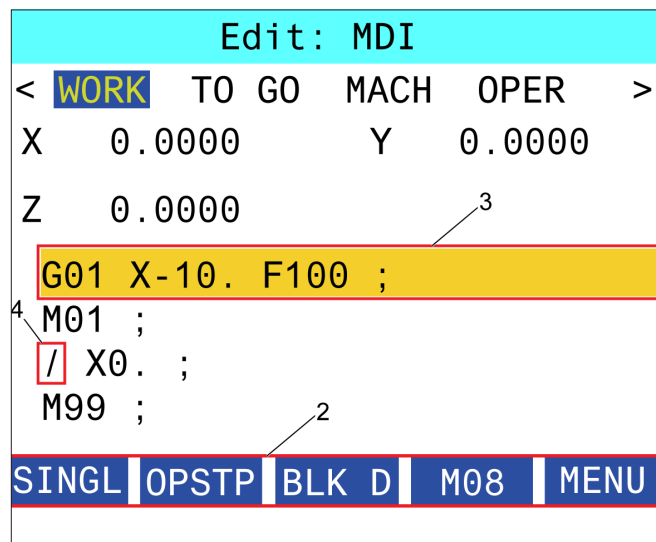 Edit: MDI
< WORK TO GO MACH OPER >
X 0.0000 Y 0.0000
Z 0.0000
3
G01 X-10. F100 ;
4
M01 ;
/ X0. ;
M99 ;
2
SINGL OPSTP BLK D M08 MENU